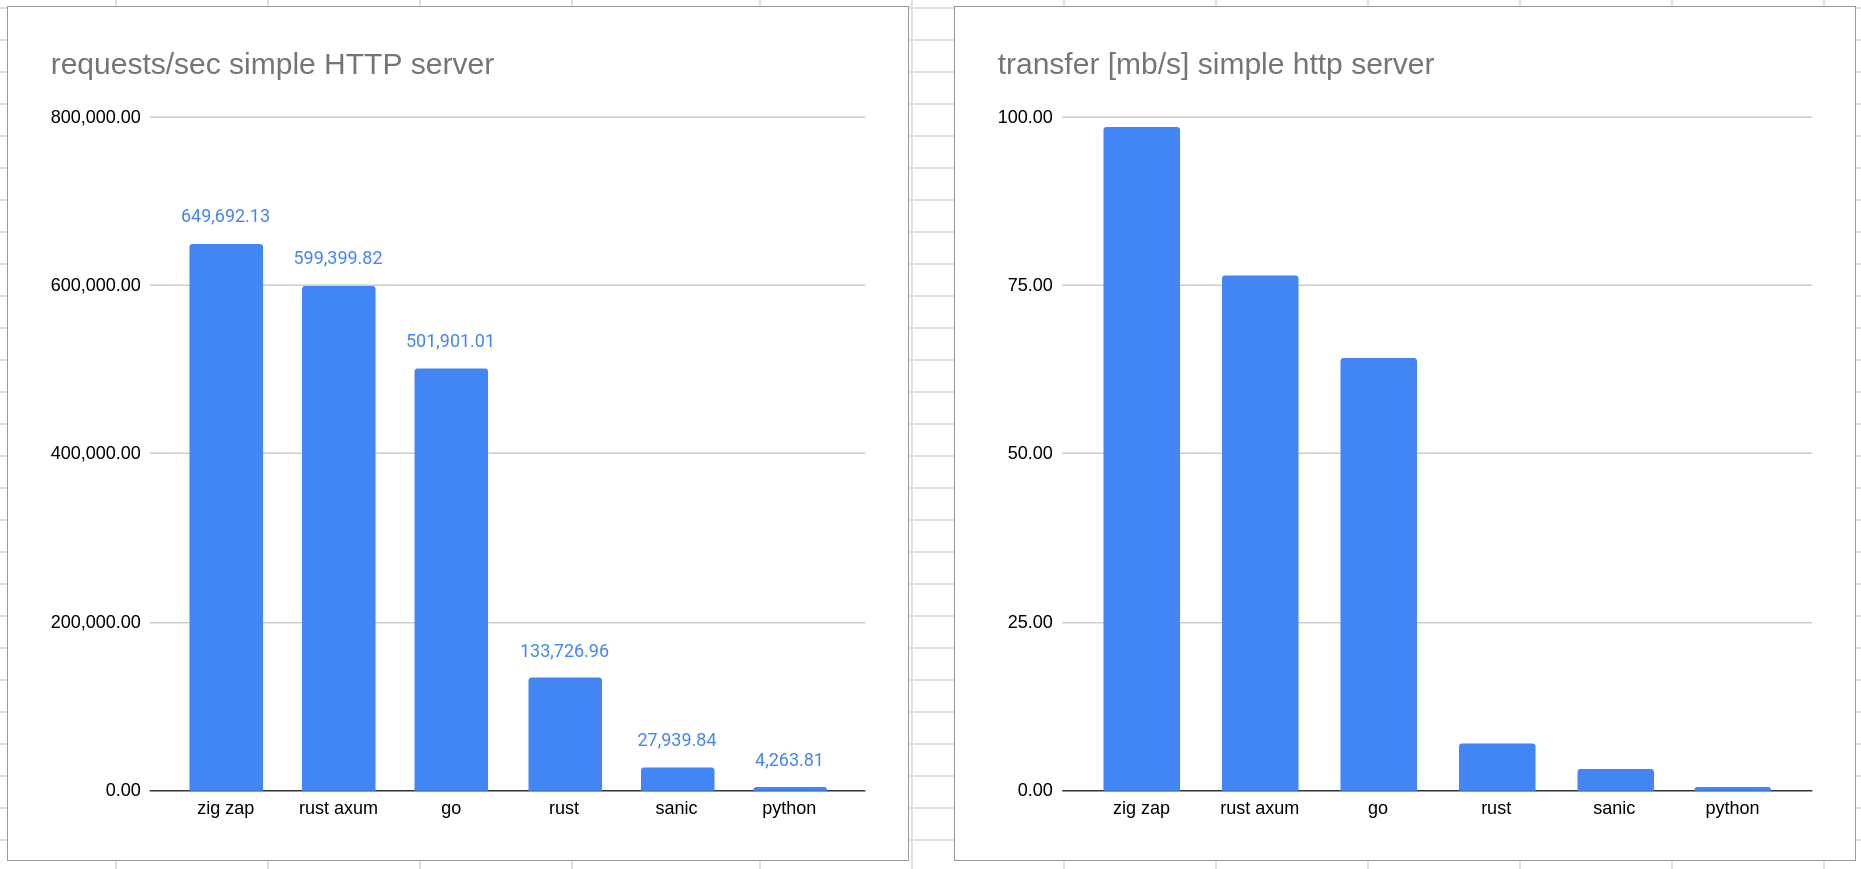 requests/sec simple HTTP server
800,000.00
600,000.00
400,000.00
200,000.00
0.00
649,692.13
599,399.82
501,901.01
133,726.96
27,939.84
4,263.81
zig zap
rust axum
go
rust
sanic
python
transfer [mb/s] simple http server
100.00
75.00
50.00
25.00
0.00
zig zap
rust axum
go
rust
sanic
python